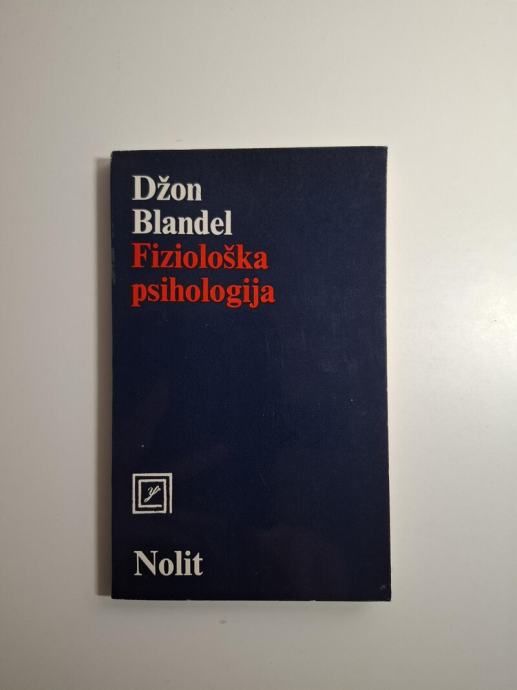 Džon
Blandel
Fiziološka
psihologija
Nolit